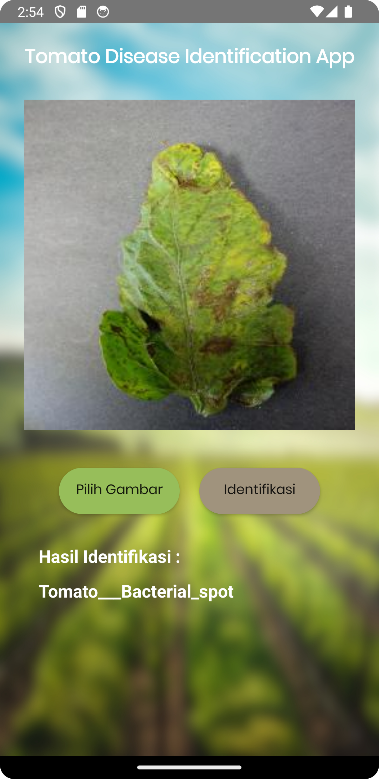 2:54
Tomato Disease Identification App
Pilih Gambar
Identifikasi
Hasil Identifikasi :
Tomato___Bacterial_spot